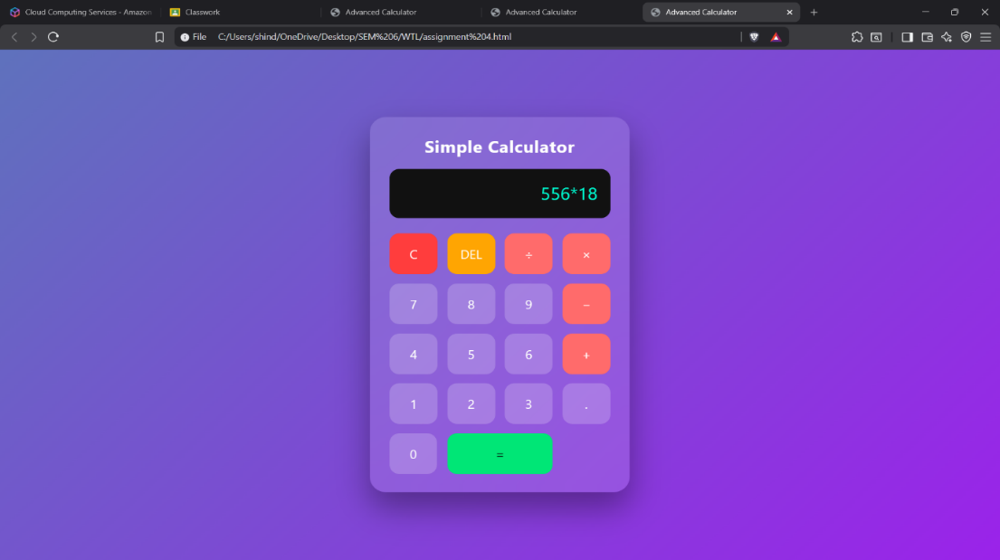 Cloud Computing Services - Amazon
Classwork
Advanced Calculator
Advanced Calculator
Advanced Calculator
File C:/Users/shind/OneDrive/Desktop/SEM%206/WTL/assignment%204.html
Simple Calculator
556*18
C DEL ÷ ×
7 8 9 −
4 5 6 +
1 2 3 .
0 =